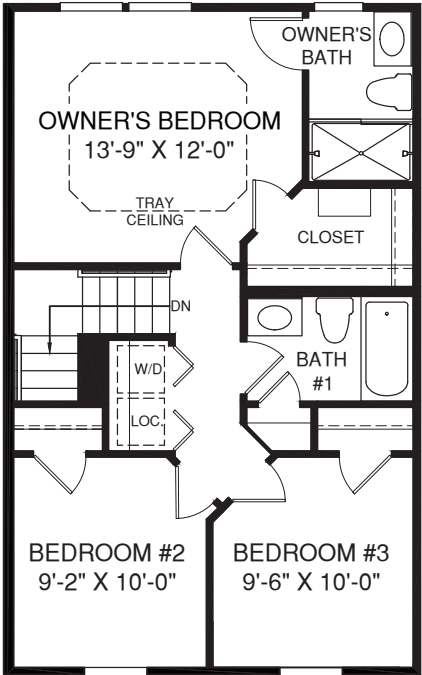 OWNER'S
BATH
OWNER'S BEDROOM
13'-9" X 12'-0"
TRAY
CEILING
CLOSET
DN
W/D
LOC.
BATH
#1
BEDROOM #2
9'-2" X 10'-0"
BEDROOM #3
9'-6" X 10'-0"